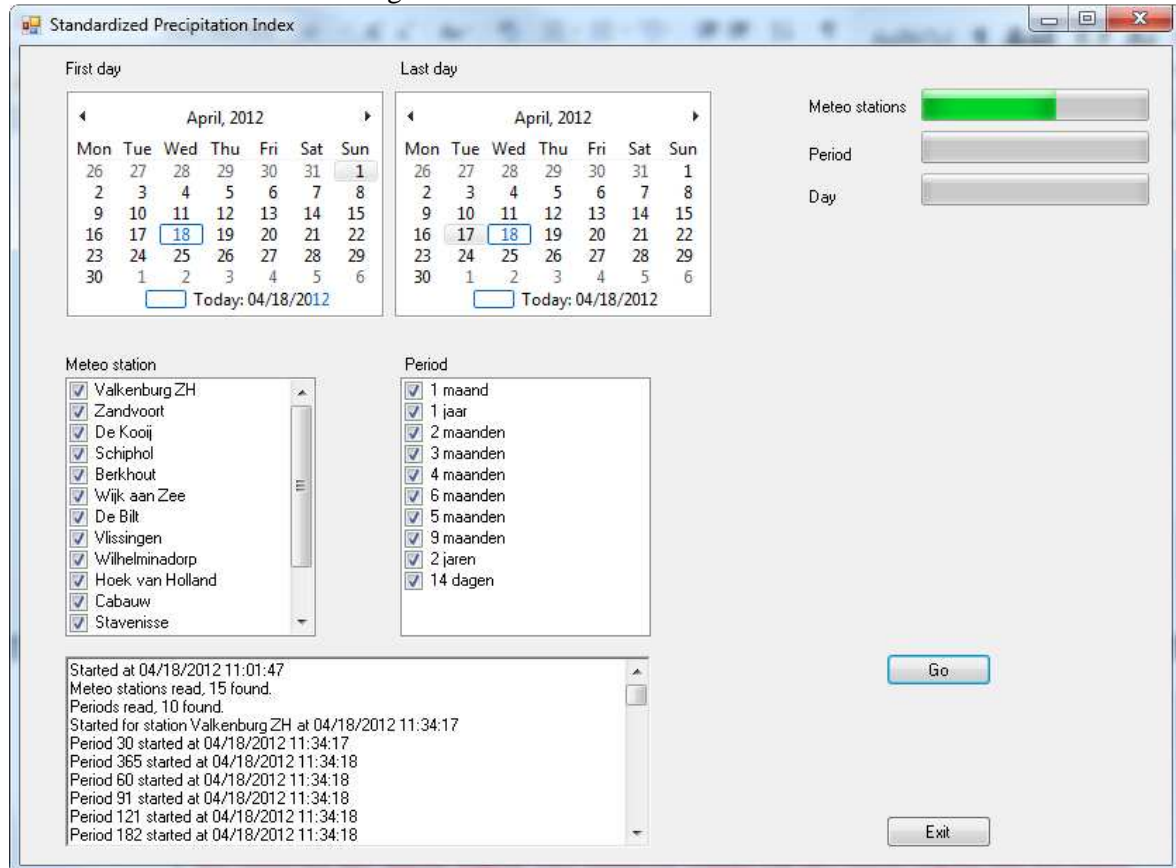 Standardized Precipitation Index
First day
April, 2012
Mon Tue Wed Thu Fri Sat Sun
26 27 28 29 30 31 1
2 3 4 5 6 7 8
9 10 11 12 13 14 15
16 17 18 19 20 21 22
23 24 25 26 27 28 29
30 1 2 3 4 5 6
Today: 04/18/2012
Last day
April, 2012
Mon Tue Wed Thu Fri Sat Sun
26 27 28 29 30 31 1
2 3 4 5 6 7 8
9 10 11 12 13 14 15
16 17 18 19 20 21 22
23 24 25 26 27 28 29
30 1 2 3 4 5 6
Today: 04/18/2012
Meteo stations
Period
Day
Meteo station
Valkenburg ZH
Zandvoort
De Kooij
Schiphol
Berkhout
Wijk aan Zee
De Bilt
Vlissingen
Wilhelminadorp
Hoek van Holland
Cabauw
Stavenisse
Period
1 maand
1 jaar
2 maanden
3 maanden
4 maanden
6 maanden
5 maanden
9 maanden
2 jaren
14 dagen
Started at 04/18/2012 11:01:47
Meteo stations read, 15 found.
Periods read, 10 found.
Started for station Valkenburg ZH at 04/18/2012 11:34:17
Period 30 started at 04/18/2012 11:34:17
Period 365 started at 04/18/2012 11:34:18
Period 60 started at 04/18/2012 11:34:18
Period 91 started at 04/18/2012 11:34:18
Period 121 started at 04/18/2012 11:34:18
Period 182 started at 04/18/2012 11:34:18
Go
Exit